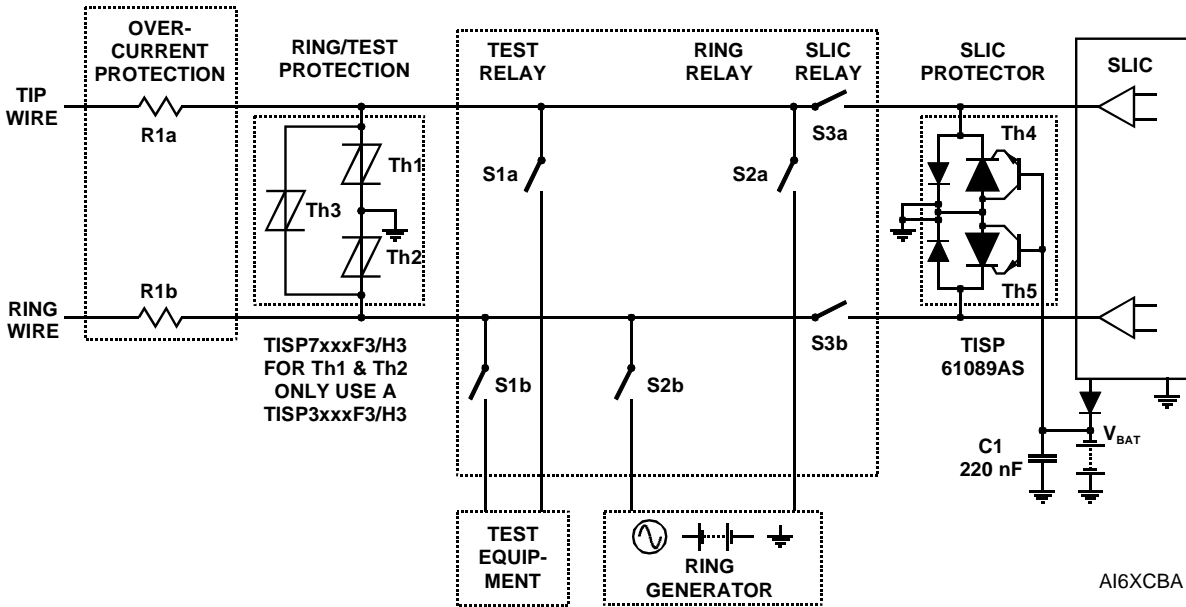 OVER-
CURRENT
PROTECTION
RING/TEST
PROTECTION
TEST
RELAY
RING
RELAY
SLIC
RELAY
SLIC
PROTECTOR
SLIC
TIP
WIRE
R1a
Th1
Th3
Th2
S1a
S2a
S3a
Th4
Th5
RING
WIRE
R1b
TISP7xxxF3/H3
FOR Th1 & Th2
ONLY USE A
TISP3xxxF3/H3
S1b
S2b
S3b
TISP
61089AS
C1
220 nF
VBAT
TEST
EQUIP-
MENT
RING
GENERATOR
AI6XCBA